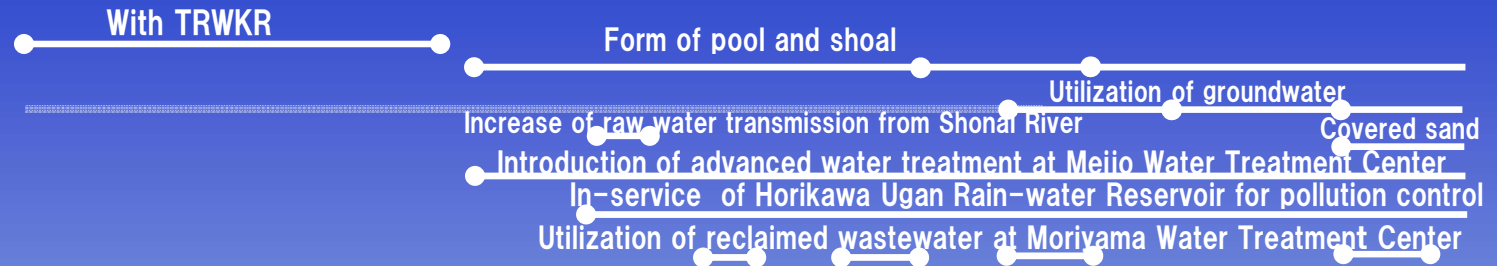 With TRWKR
Form of pool and shoal
Utilization of groundwater
Increase of raw water transmission from Shonai River
Covered sand
Introduction of advanced water treatment at Meijo Water Treatment Center
In-service of Horikawa Ugan Rain-water Reservoir for pollution control
Utilization of reclaimed wastewater at Moriyama Water Treatment Center